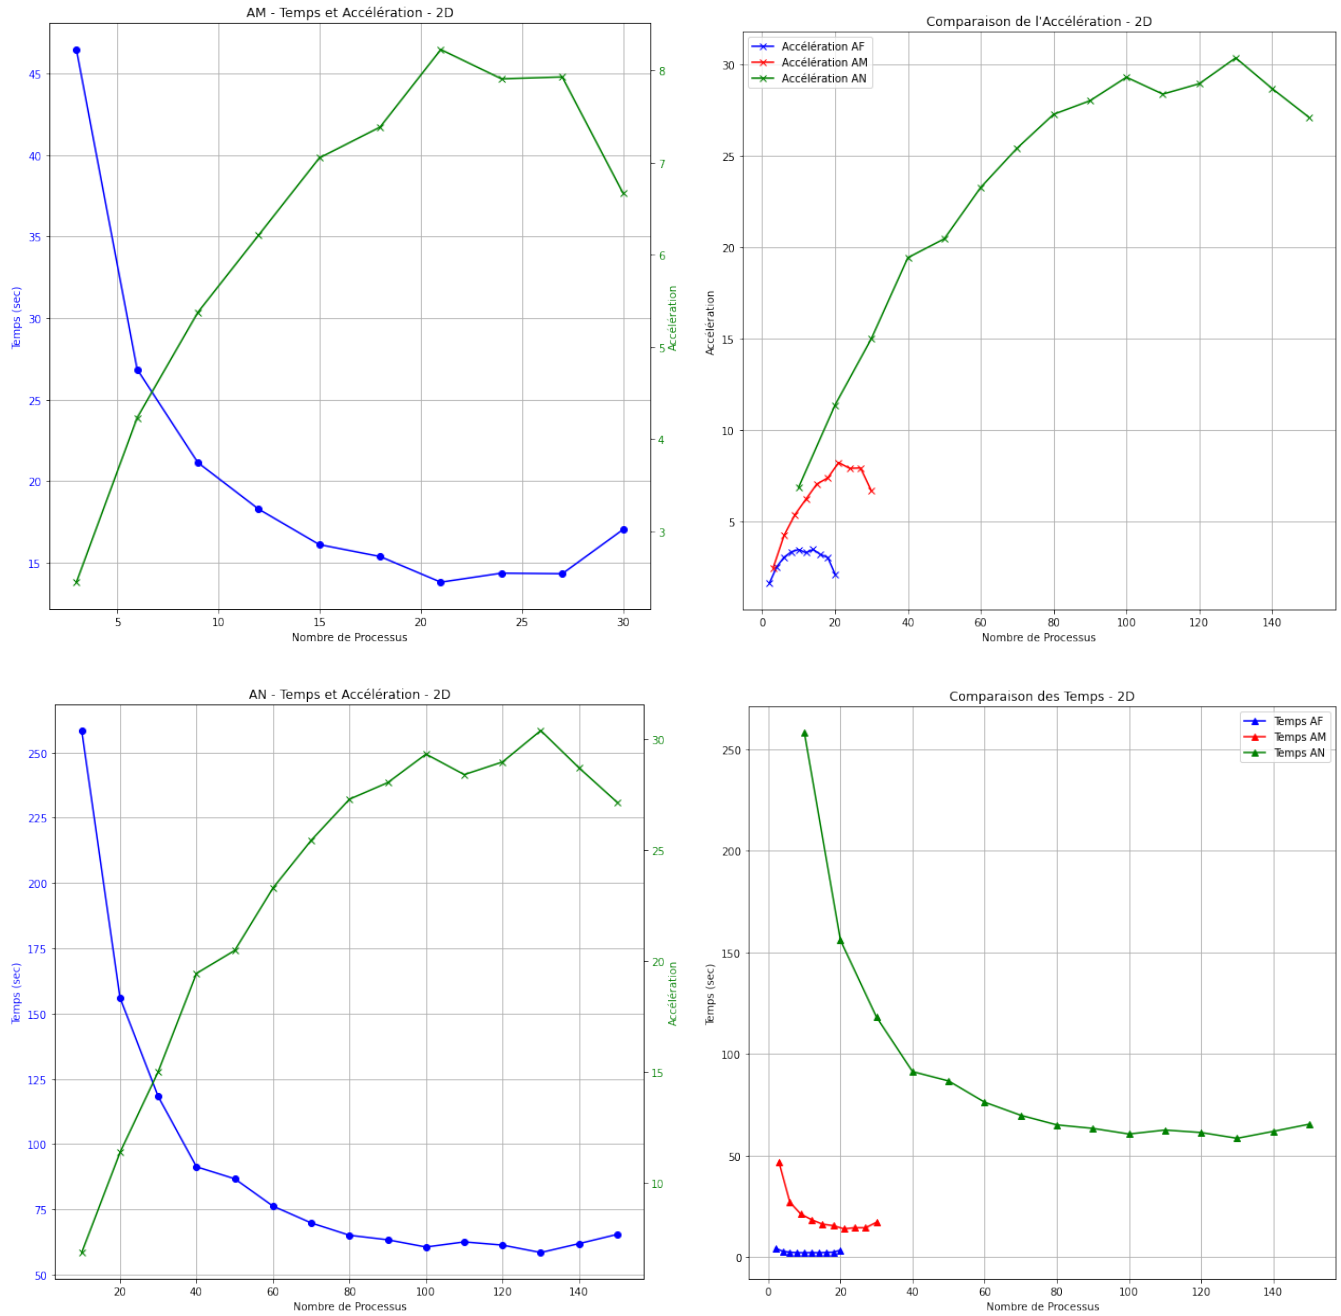 AM - Temps et Accélération - 2D
45
40
35
30
25
20
15
Temps (sec)
8
7
6
5
4
3
Accélération
5 10 15 20 25 30
Nombre de Processus
Comparaison de l'Accélération - 2D
Accélération AF
Accélération AM
Accélération AN
30
25
20
15
10
5
Accélération
0 20 40 60 80 100 120 140
Nombre de Processus
AN - Temps et Accélération - 2D
250
225
200
175
150
125
100
75
50
Temps (sec)
30
25
20
15
10
Accélération
20 40 60 80 100 120 140
Nombre de Processus
Comparaison des Temps - 2D
Temps AF
Temps AM
Temps AN
250
200
150
100
50
0
Temps (sec)
0 20 40 60 80 100 120 140
Nombre de Processus